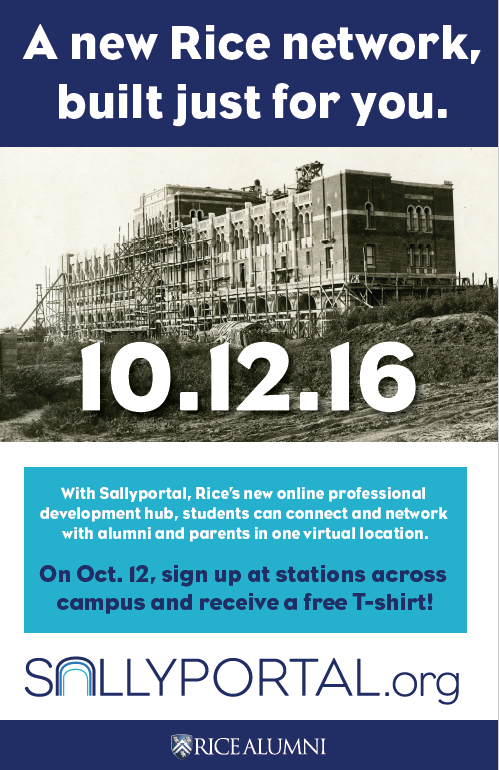 A new Rice network,
built just for you.
10.12.16
With Sallyportal, Rice's new online professional
development hub, students can connect and network
with alumni and parents in one virtual location.
On Oct. 12, sign up at stations across
campus and receive a free T-shirt!
SALLYPORTAL.org
RICE ALUMNI